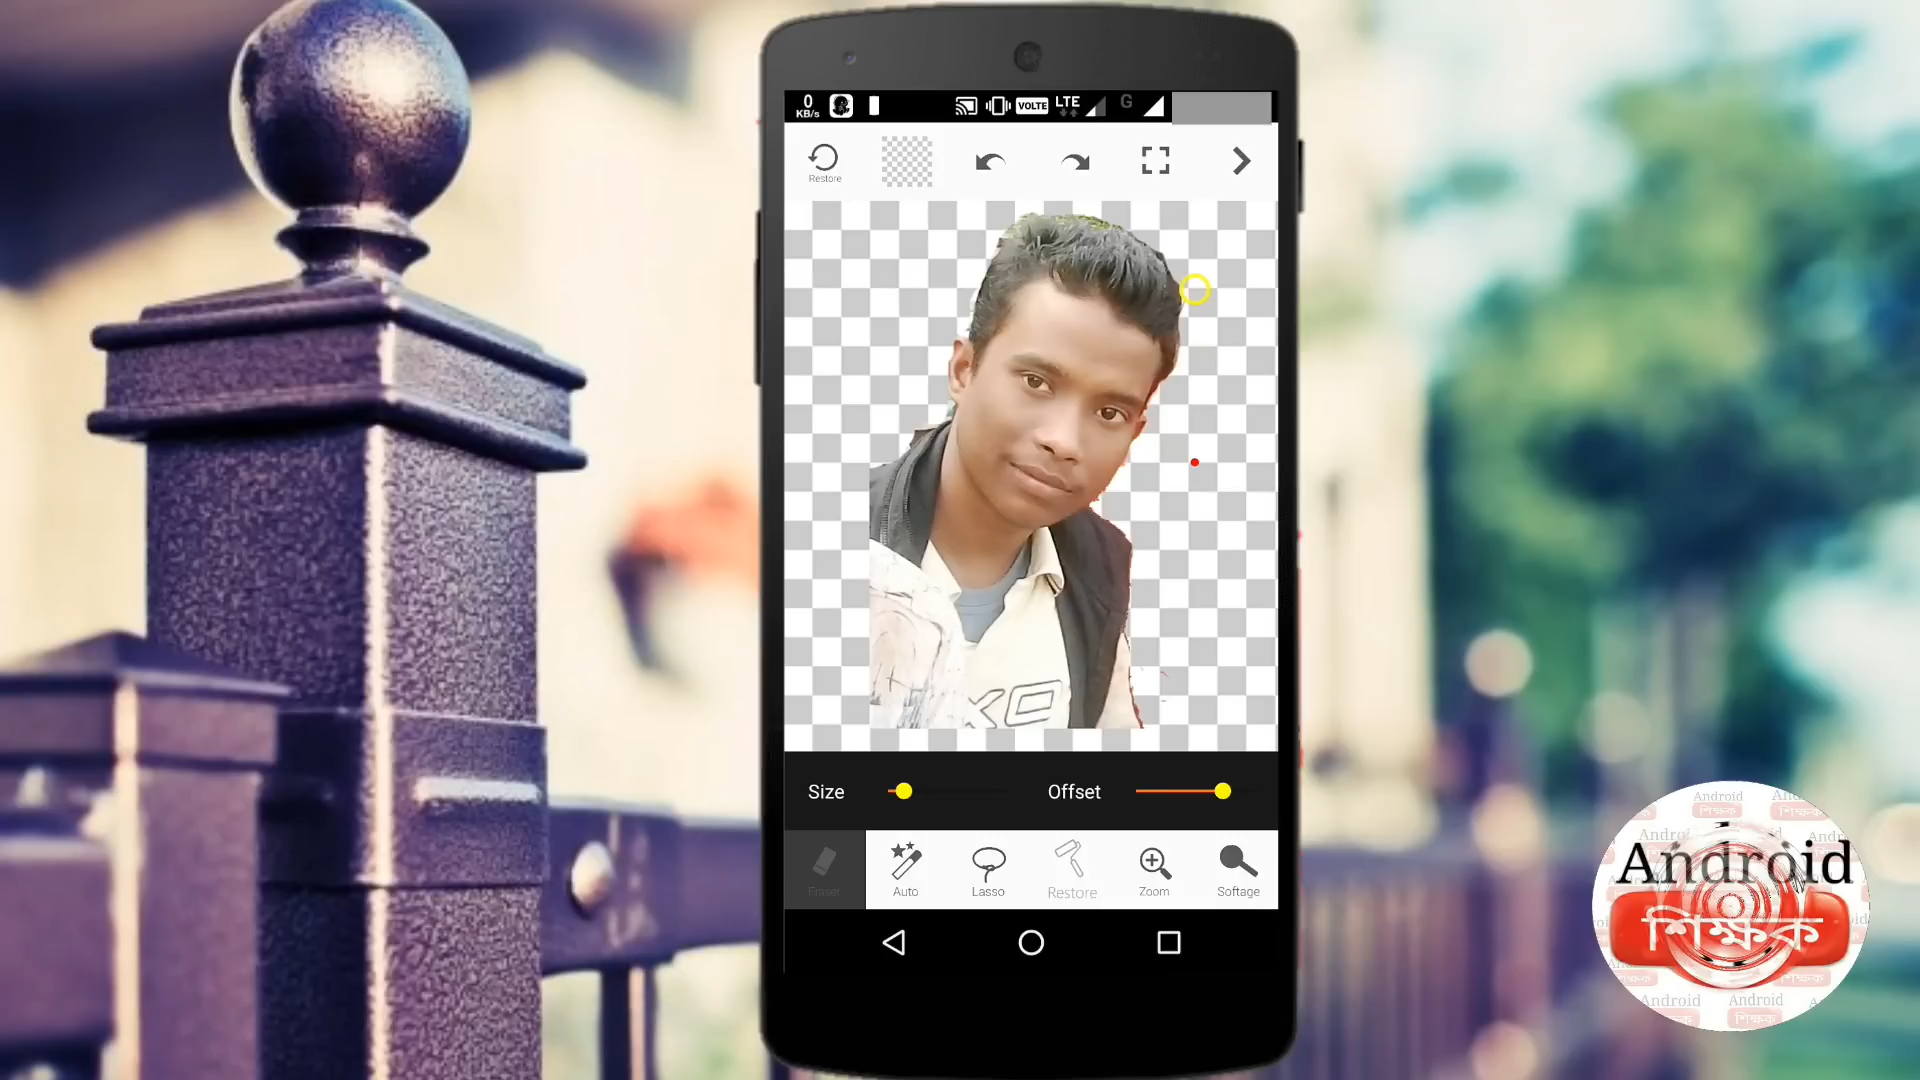 0
KB/s
VOLTE
LTE
G
Restore
Size
Offset
Eraser
Auto
Lasso
Restore
Zoom
Softage
Android
শিক্ষক